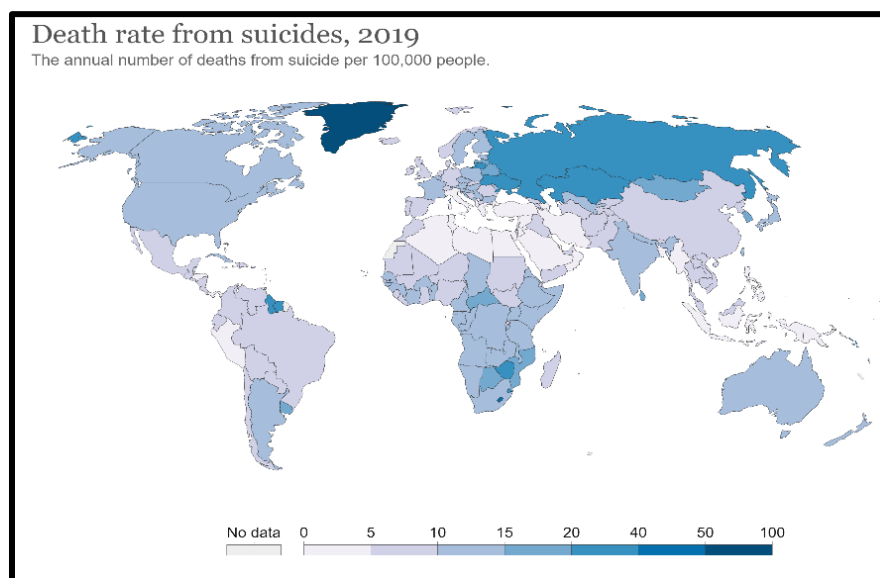 Death rate from suicides, 2019
The annual number of deaths from suicide per 100,000 people.
No data 0 5 10 15 20 40 50 100